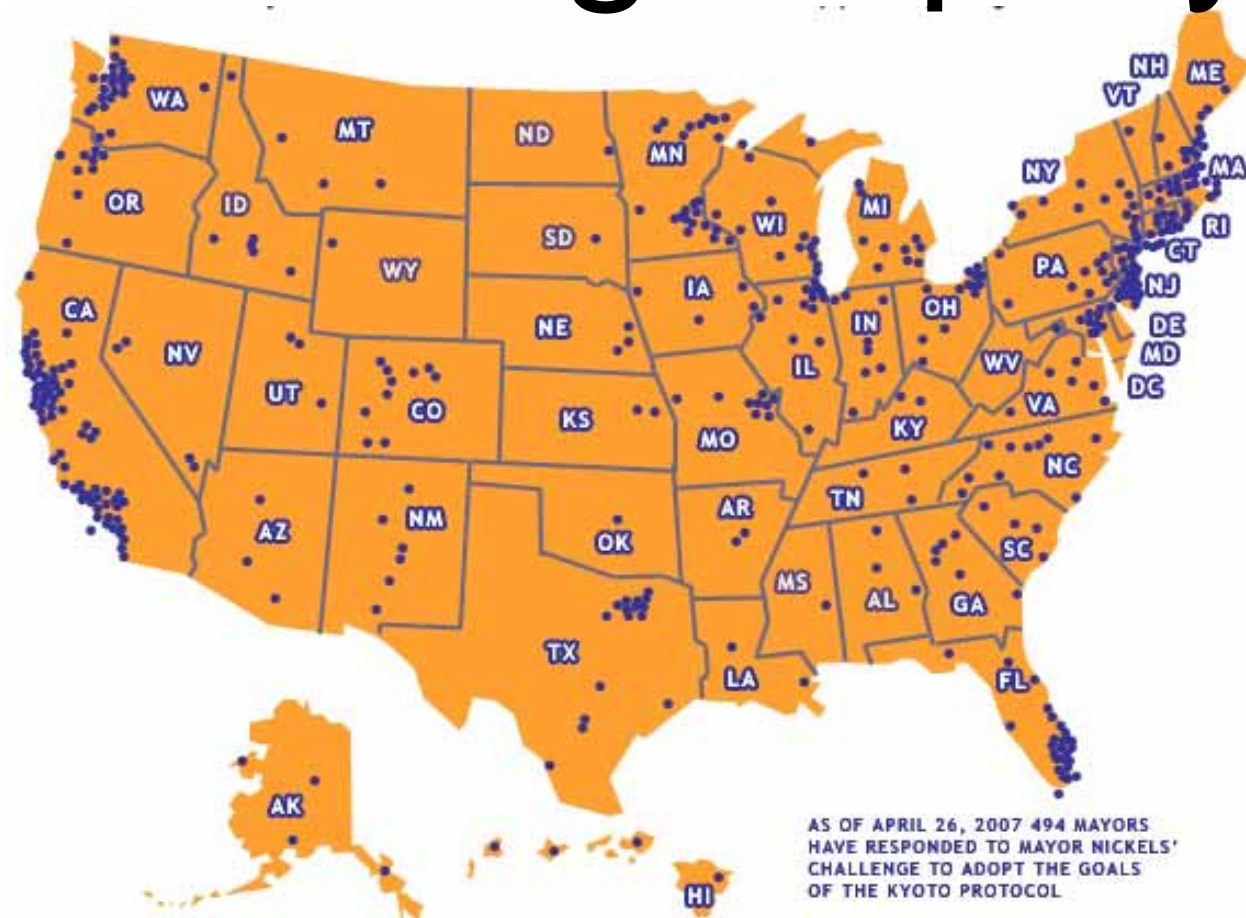 NH
ME
VT
WA
MT
ND
MN
NY
MA
OR
ID
WI
MI
RI
SD
WY
CT
PA
NJ
CA
IA
OH
NE
IN
DE
NV
WV
MD
IL
UT
DC
CO
KS
VA
KY
MO
NC
TN
AR
NM
AZ
OK
SC
MS
AL
GA
TX
LA
FL
AK
HI
AS OF APRIL 26, 2007 494 MAYORS
HAVE RESPONDED TO MAYOR NICKELS'
CHALLENGE TO ADOPT THE GOALS
OF THE KYOTO PROTOCOL